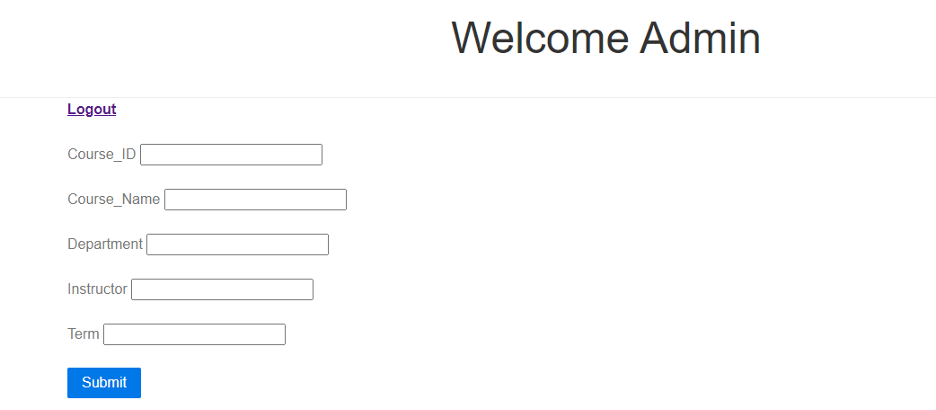 Welcome Admin
Logout
Course_ID
Course_Name
Department
Instructor
Term
Submit